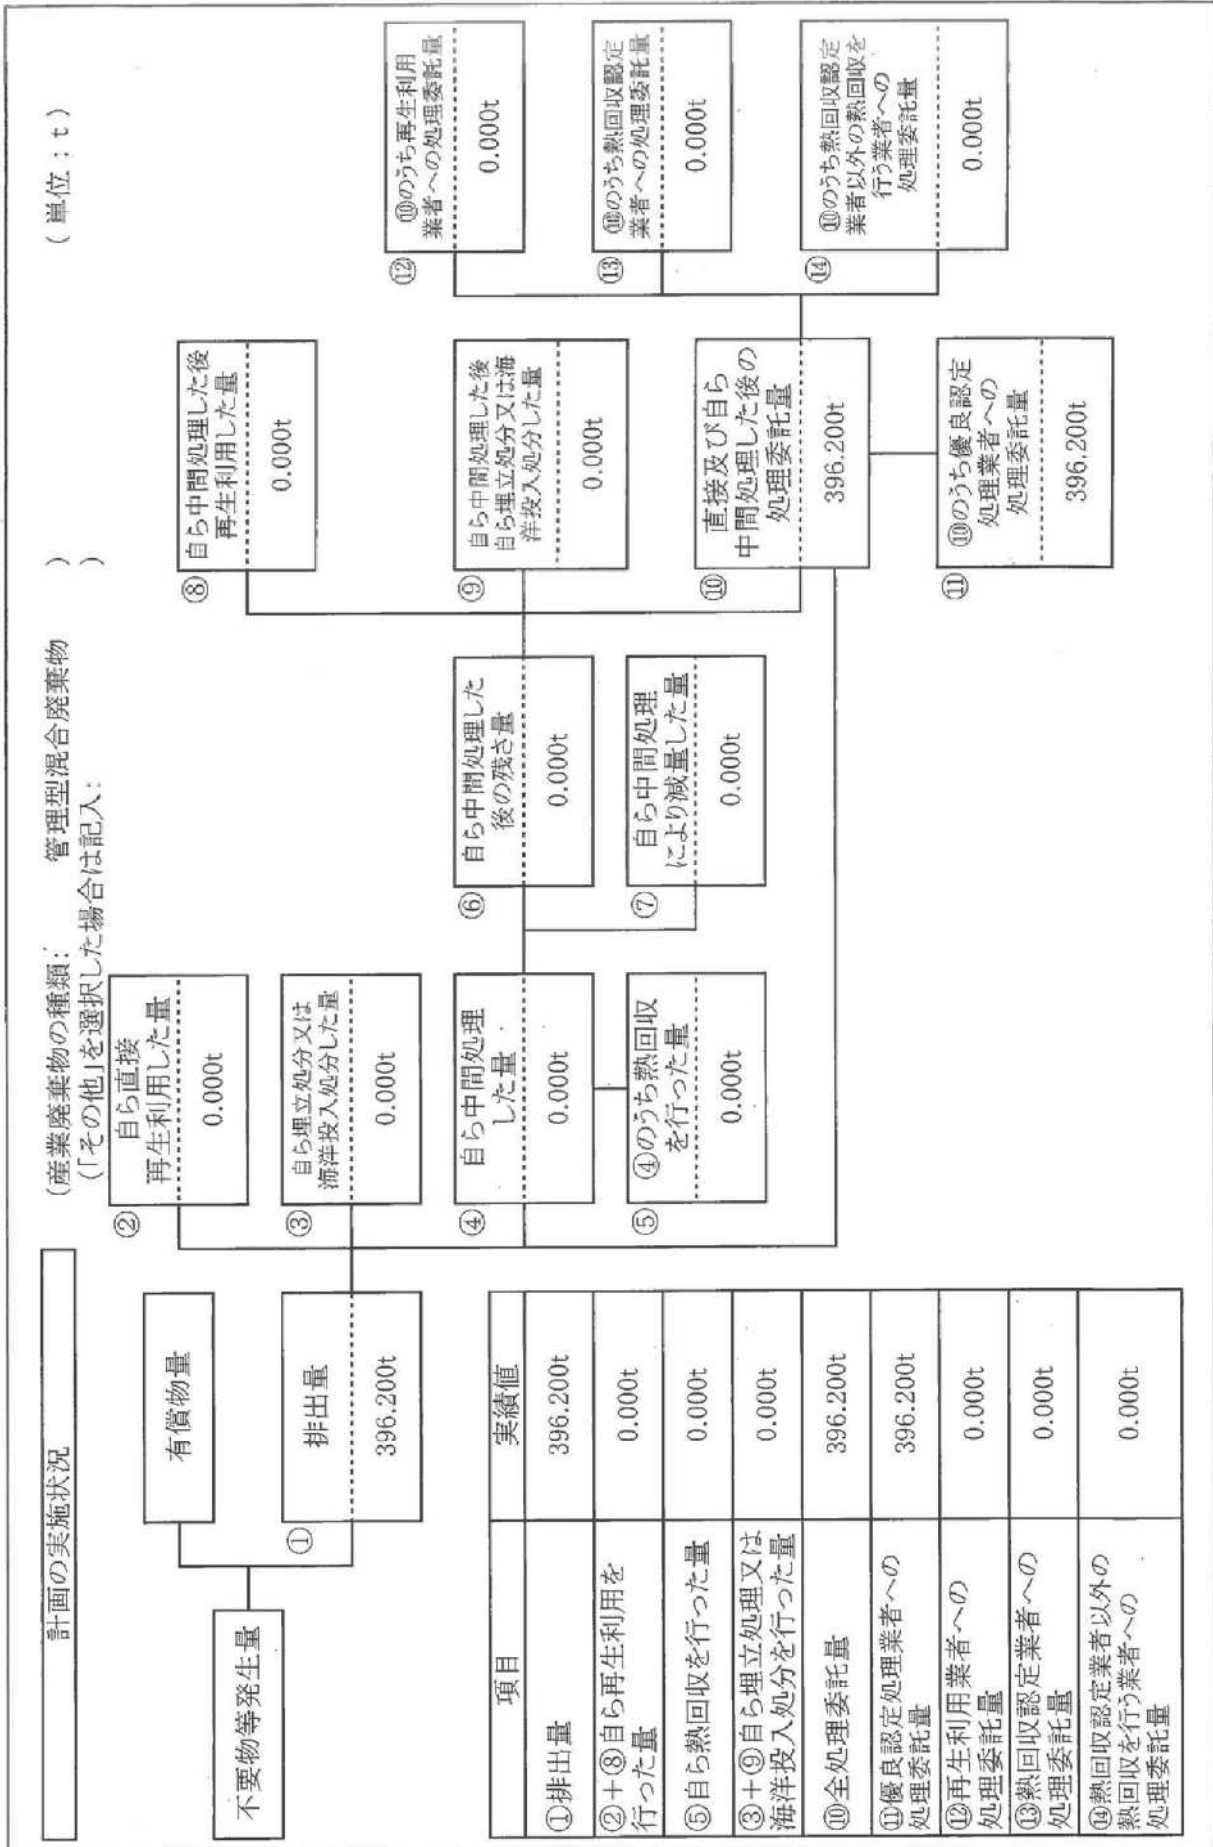 計画の実施状況
(産業廃棄物の種類: 管理型混合廃棄物 )
(「その他」を選択した場合は記入: )
(単位:t)
不要物等発生量
有償物量
①
排出量
396.200t
②
自ら直接
再生利用した量
0.000t
③
自ら埋立処分又は
海洋投入処分した量
0.000t
④
自ら中間処理
した量
0.000t
⑤
④のうち熱回収
を行った量
0.000t
⑥
自ら中間処理した
後の残さ量
0.000t
⑦
自ら中間処理
により減量した量
0.000t
⑧
自ら中間処理した後
再生利用した量
0.000t
⑨
自ら中間処理した後
自ら埋立処分又は海
洋投入処分した量
0.000t
⑩
直接及び自ら
中間処理した後の
処理委託量
396.200t
⑪
⑩のうち優良認定
処理業者への
処理委託量
396.200t
⑫
⑩のうち再生利用
業者への処理委託量
0.000t
⑬
⑩のうち熱回収認定
業者への処理委託量
0.000t
⑭
⑩のうち熱回収認定
業者以外の熱回収を
行う業者への
処理委託量
0.000t
項目 実績値
①排出量 396.200t
②+⑧自ら再生利用を
行った量 0.000t
⑤自ら熱回収を行った量 0.000t
③+⑨自ら埋立処理又は
海洋投入処分を行った量 0.000t
⑩全処理委託量 396.200t
⑪優良認定処理業者への
処理委託量 396.200t
⑫再生利用業者への
処理委託量 0.000t
⑬熱回収認定業者への
処理委託量 0.000t
⑭熱回収認定業者以外の
熱回収を行う業者への
処理委託量 0.000t